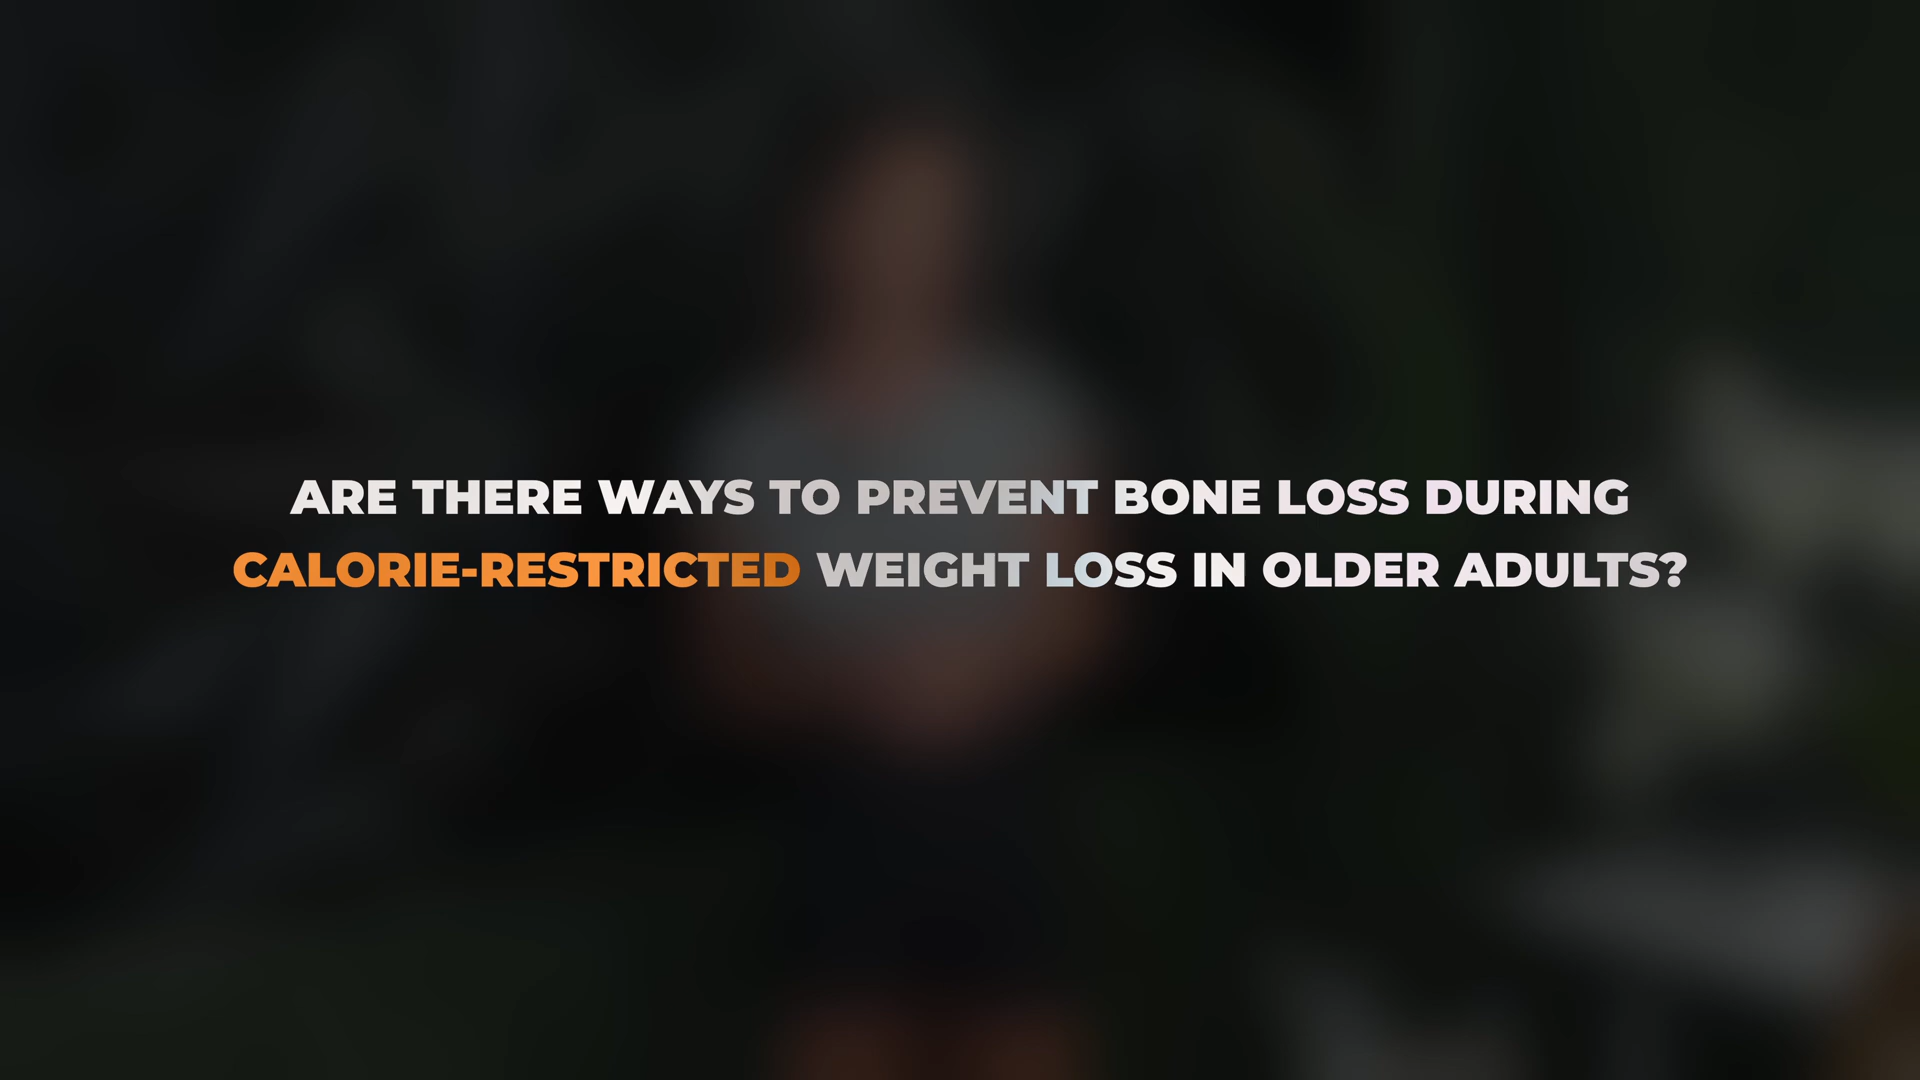 ARE THERE WAYS TO PREVENT BONE LOSS DURING
CALORIE-RESTRICTED WEIGHT LOSS IN OLDER ADULTS?